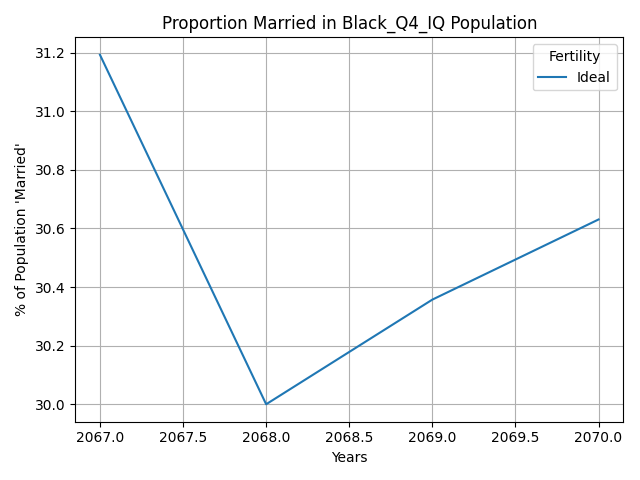 Proportion Married in Black_Q4_IQ Population
Fertility
Ideal
% of Population 'Married'
31.2
31.0
30.8
30.6
30.4
30.2
30.0
2067.0 2067.5 2068.0 2068.5 2069.0 2069.5 2070.0
Years